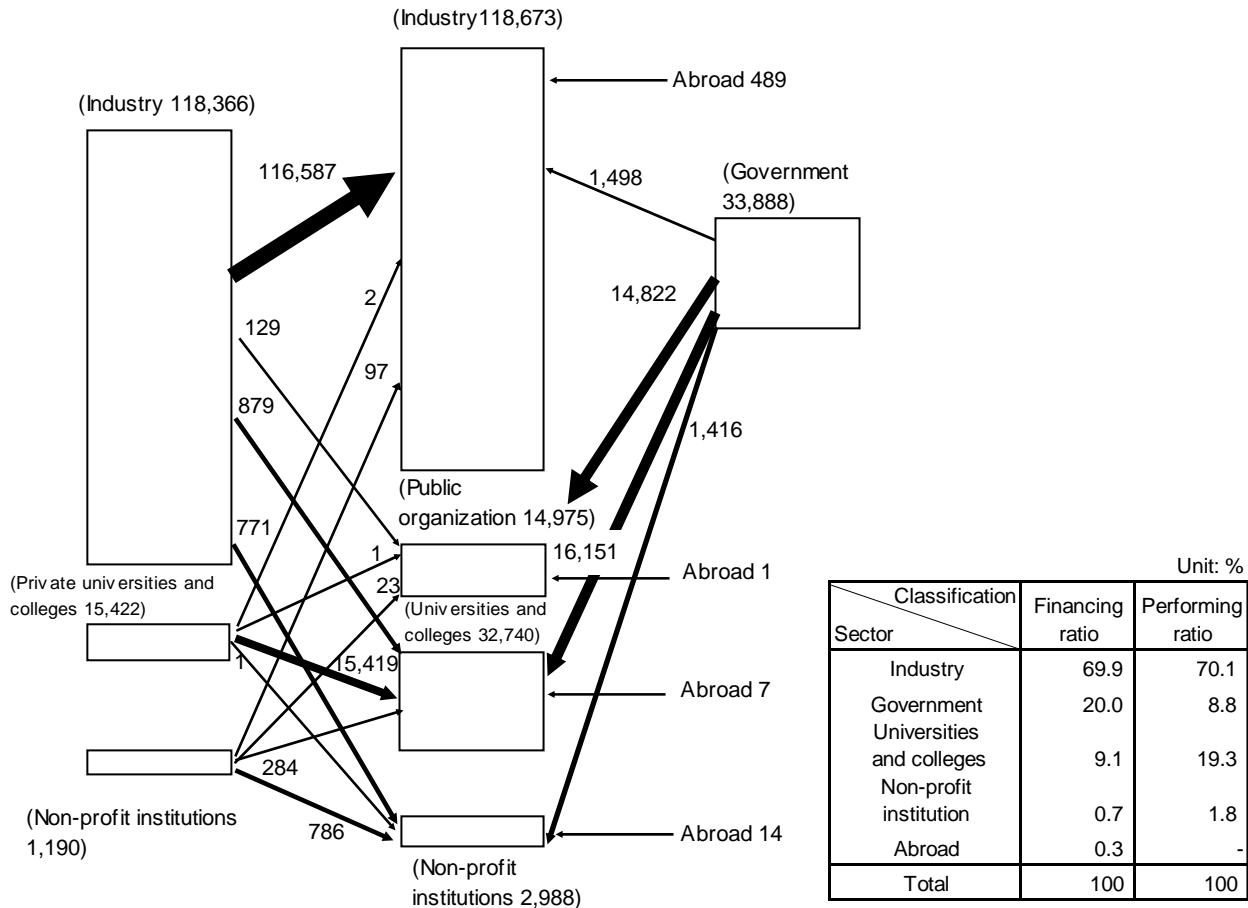 (Industry118,673)
Abroad 489
(Industry 118,366)
116,587
1,498
(Government
33,888)
2
14,822
129
97
879
1,416
(Public
organization 14,975)
771
1
16,151
23
Abroad 1
(Private universities and
colleges 15,422)
(Universities and
colleges 32,740)
1
15,419
Abroad 7
284
(Non-profit institutions
1,190)
786
Abroad 14
(Non-profit
institutions 2,988)
Unit: %
Classification
Sector
Financing
ratio
Performing
ratio
Industry 69.9 70.1
Government 20.0 8.8
Universities
and colleges 9.1 19.3
Non-profit
institution 0.7 1.8
Abroad 0.3 -
Total 100 100